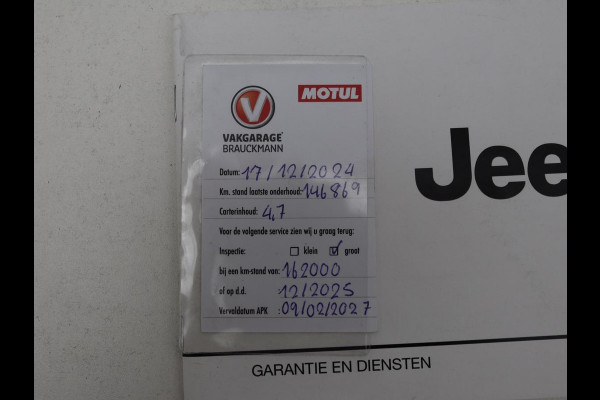 MOTUL
V
VAKGARAGE
BRAUCKMANN
Datum: 17/12/2024
Km. stand laatste onderhoud: 146869
Carterinhoud: 4,7
Voor de volgende service zien wij u graag terug:
Inspectie: klein groot
bij een km-stand van: 162000
of op d.d. : 12/2025
Vervaldatum APK : 09/02/2027
Jee
GARANTIE EN DIENSTEN